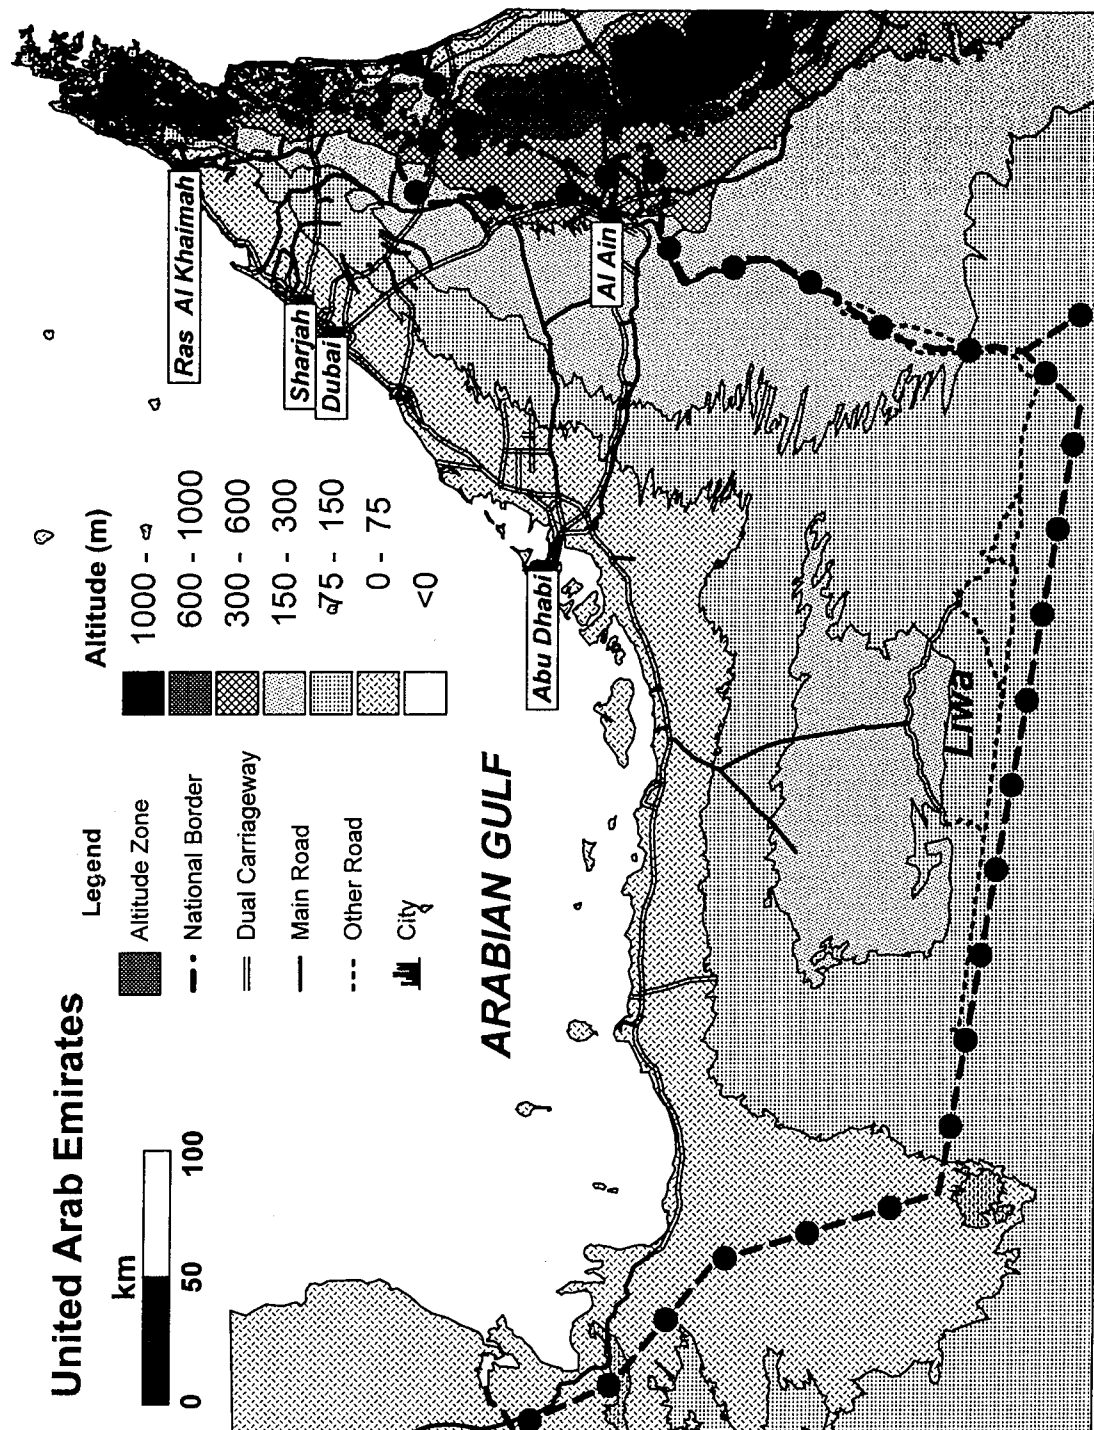 United Arab Emirates
km
0 50 100
Legend
Altitude Zone
National Border
Dual Carriageway
Main Road
Other Road
City
Altitude (m)
1000 -
600 - 1000
300 - 600
150 - 300
75 - 150
0 - 75
<0
ARABIAN GULF
Ras Al Khaimah
Sharjah
Dubai
Abu Dhabi
Al Ain
Liwa